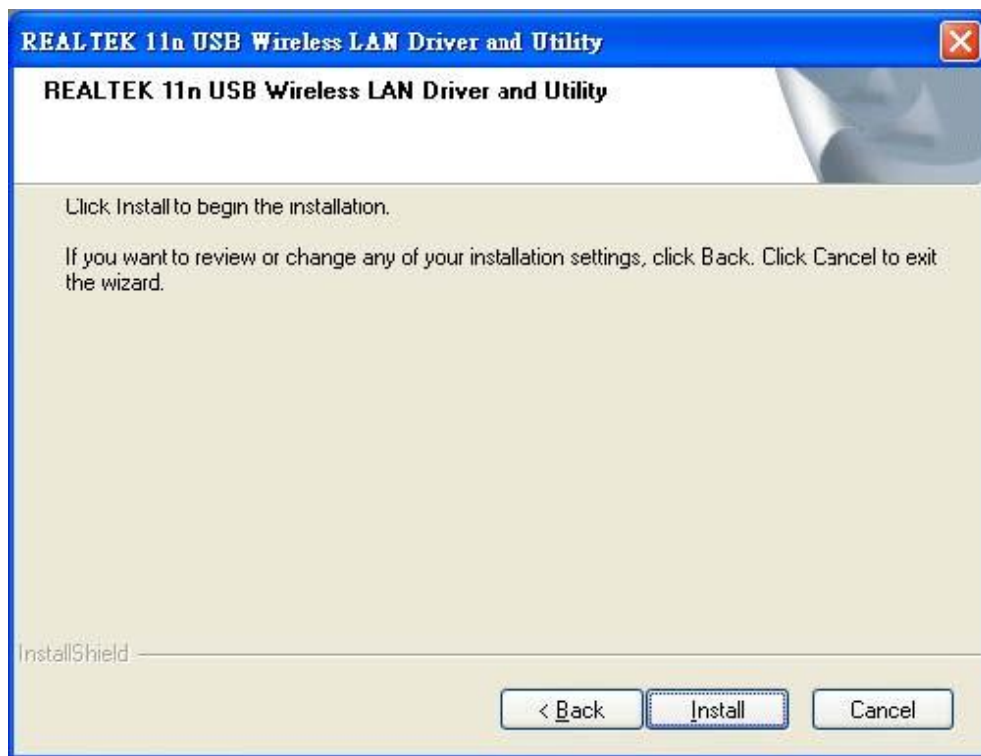 REALTEK 11n USB Wireless LAN Driver and Utility
REALTEK 11n USB Wireless LAN Driver and Utility
Click Install to begin the installation.
If you want to review or change any of your installation settings, click Back. Click Cancel to exit
the wizard.
InstallShield
< Back Install Cancel